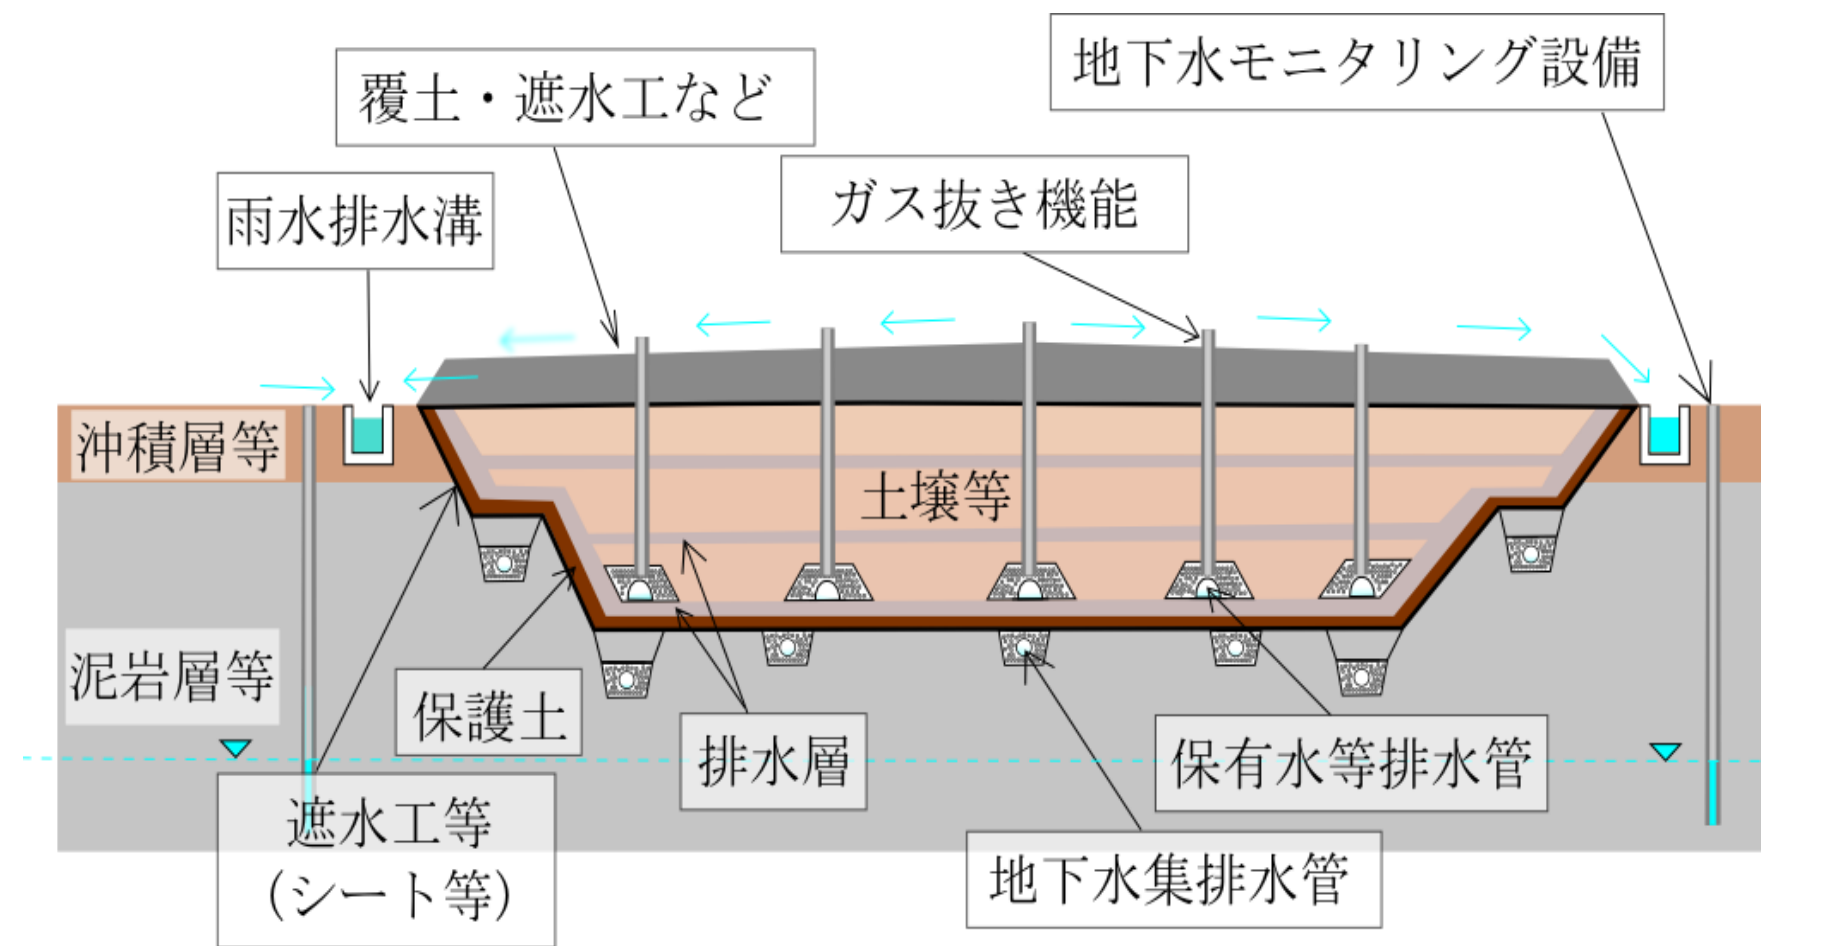 地下水モニタリング設備
覆土・遮水工など
ガス抜き機能
雨水排水溝
沖積層等
土壌等
泥岩層等
保護土
排水層
保有水等排水管
遮水工等
(シート等)
地下水集排水管